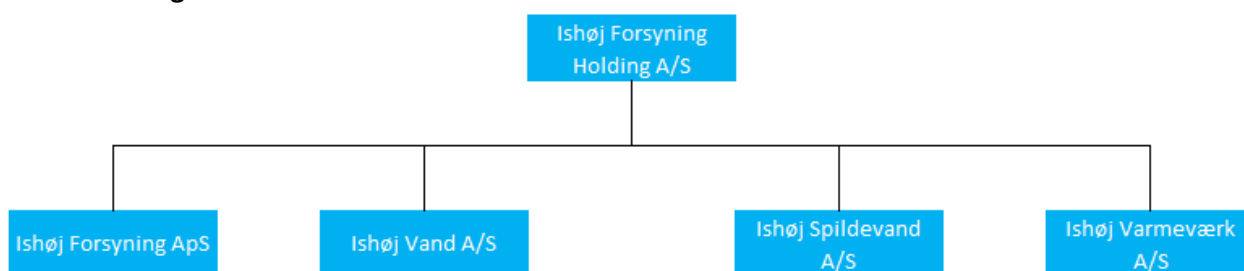 Ishøj Forsyning
Holding A/S
Ishøj Forsyning ApS
Ishøj Vand A/S
Ishøj Spildevand
A/S
Ishøj Varmeværk
A/S